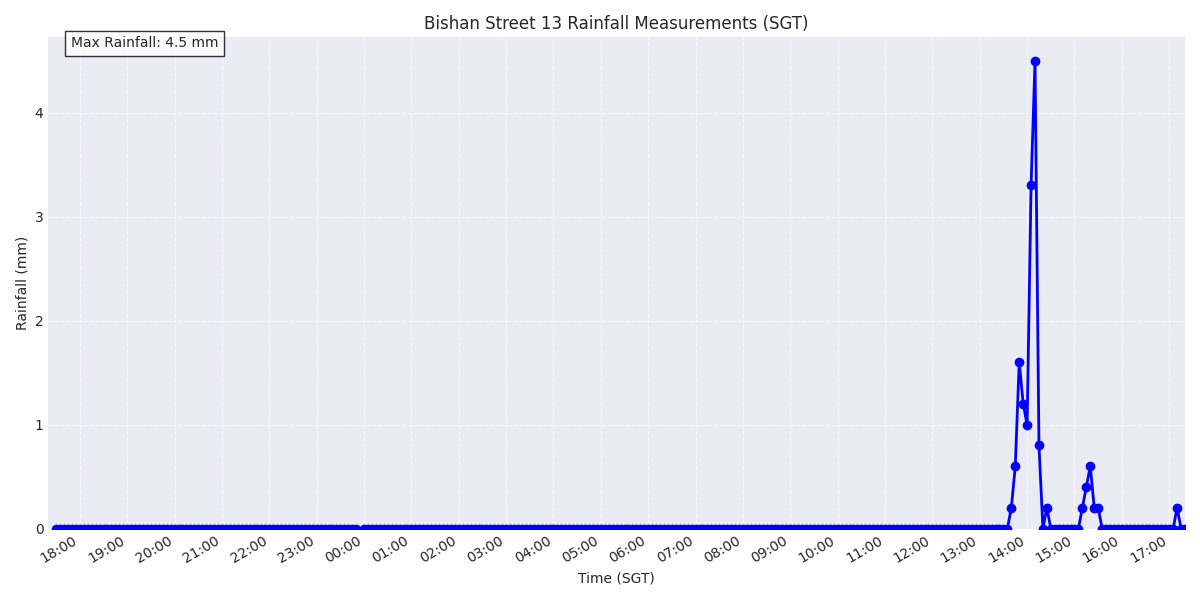 Bishan Street 13 Rainfall Measurements (SGT)
Max Rainfall: 4.5 mm
4
3
2
1
0
Rainfall (mm)
18:00 19:00 20:00 21:00 22:00 23:00 00:00 01:00 02:00 03:00 04:00 05:00 06:00 07:00 08:00 09:00 10:00 11:00 12:00 13:00 14:00 15:00 16:00 17:00
Time (SGT)